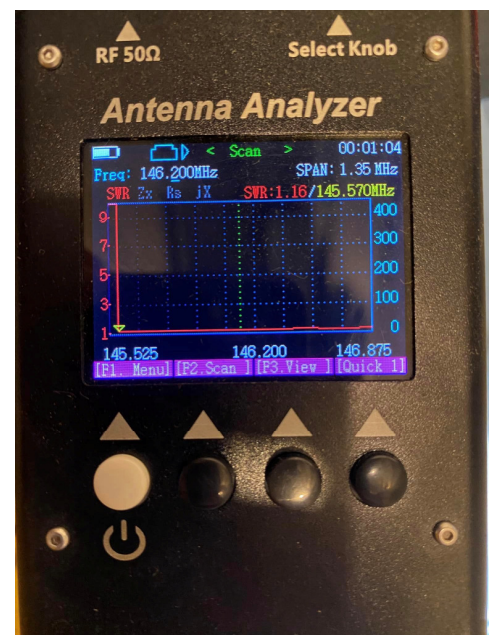 RF 50Ω Select Knob
Antenna Analyzer
< Scan > 00:01:04
Freq: 146.200MHz SPAN: 1.35 MHz
SWR Zx Rs jX SWR:1.16/145.570MHz
9 400
7 300
5 200
3 100
1 0
145.525 146.200 146.875
[F1. Menu] [F2.Scan ] [F3.View ] [Quick 1]